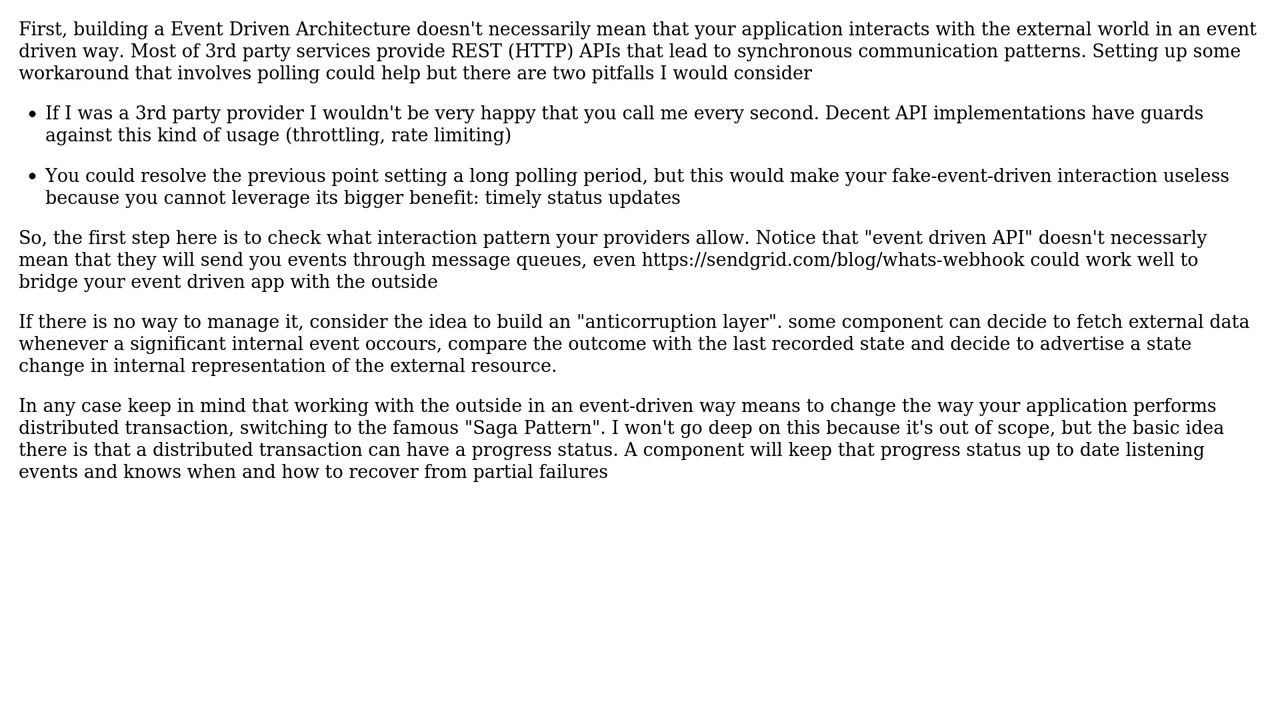 First, building a Event Driven Architecture doesn't necessarily mean that your application interacts with the external world in an event
driven way. Most of 3rd party services provide REST (HTTP) APIs that lead to synchronous communication patterns. Setting up some
workaround that involves polling could help but there are two pitfalls I would consider
• If I was a 3rd party provider I wouldn't be very happy that you call me every second. Decent API implementations have guards
against this kind of usage (throttling, rate limiting)
• You could resolve the previous point setting a long polling period, but this would make your fake-event-driven interaction useless
because you cannot leverage its bigger benefit: timely status updates
So, the first step here is to check what interaction pattern your providers allow. Notice that "event driven API" doesn't necessarly
mean that they will send you events through message queues, even https://sendgrid.com/blog/whats-webhook could work well to
bridge your event driven app with the outside
If there is no way to manage it, consider the idea to build an "anticorruption layer". some component can decide to fetch external data
whenever a significant internal event occours, compare the outcome with the last recorded state and decide to advertise a state
change in internal representation of the external resource.
In any case keep in mind that working with the outside in an event-driven way means to change the way your application performs
distributed transaction, switching to the famous "Saga Pattern". I won't go deep on this because it's out of scope, but the basic idea
there is that a distributed transaction can have a progress status. A component will keep that progress status up to date listening
events and knows when and how to recover from partial failures